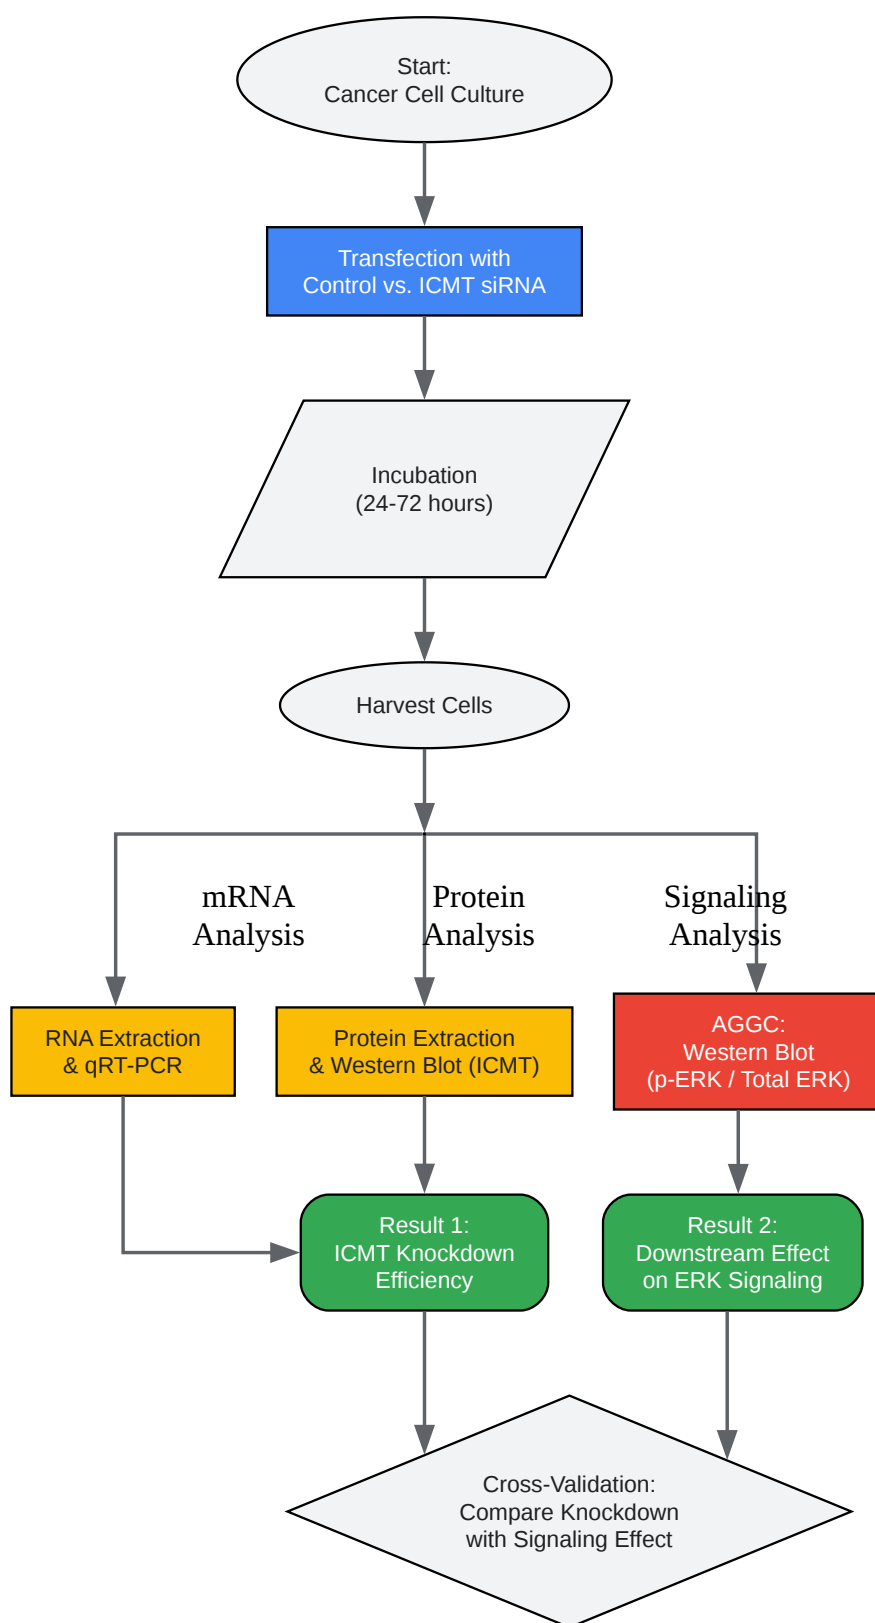 Start:
Cancer Cell Culture
Transfection with
Control vs. ICMT siRNA
Incubation
(24-72 hours)
Harvest Cells
mRNA
Analysis
Protein
Analysis
Signaling
Analysis
RNA Extraction
& qRT-PCR
Protein Extraction
& Western Blot (ICMT)
AGGC:
Western Blot
(p-ERK / Total ERK)
Result 1:
ICMT Knockdown
Efficiency
Result 2:
Downstream Effect
on ERK Signaling
Cross-Validation:
Compare Knockdown
with Signaling Effect